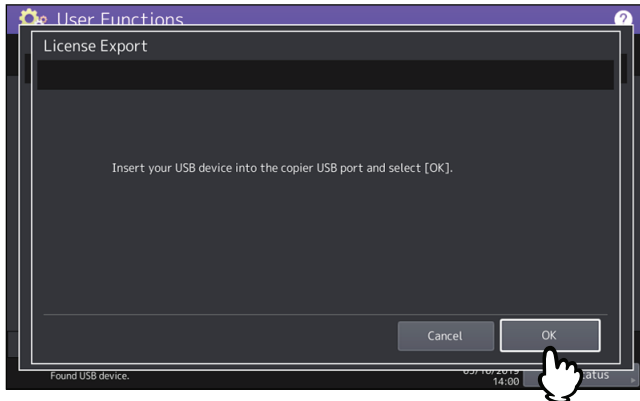 User Functions
?
License Export
Insert your USB device into the copier USB port and select [OK].
Cancel
OK
Found USB device.
14:00